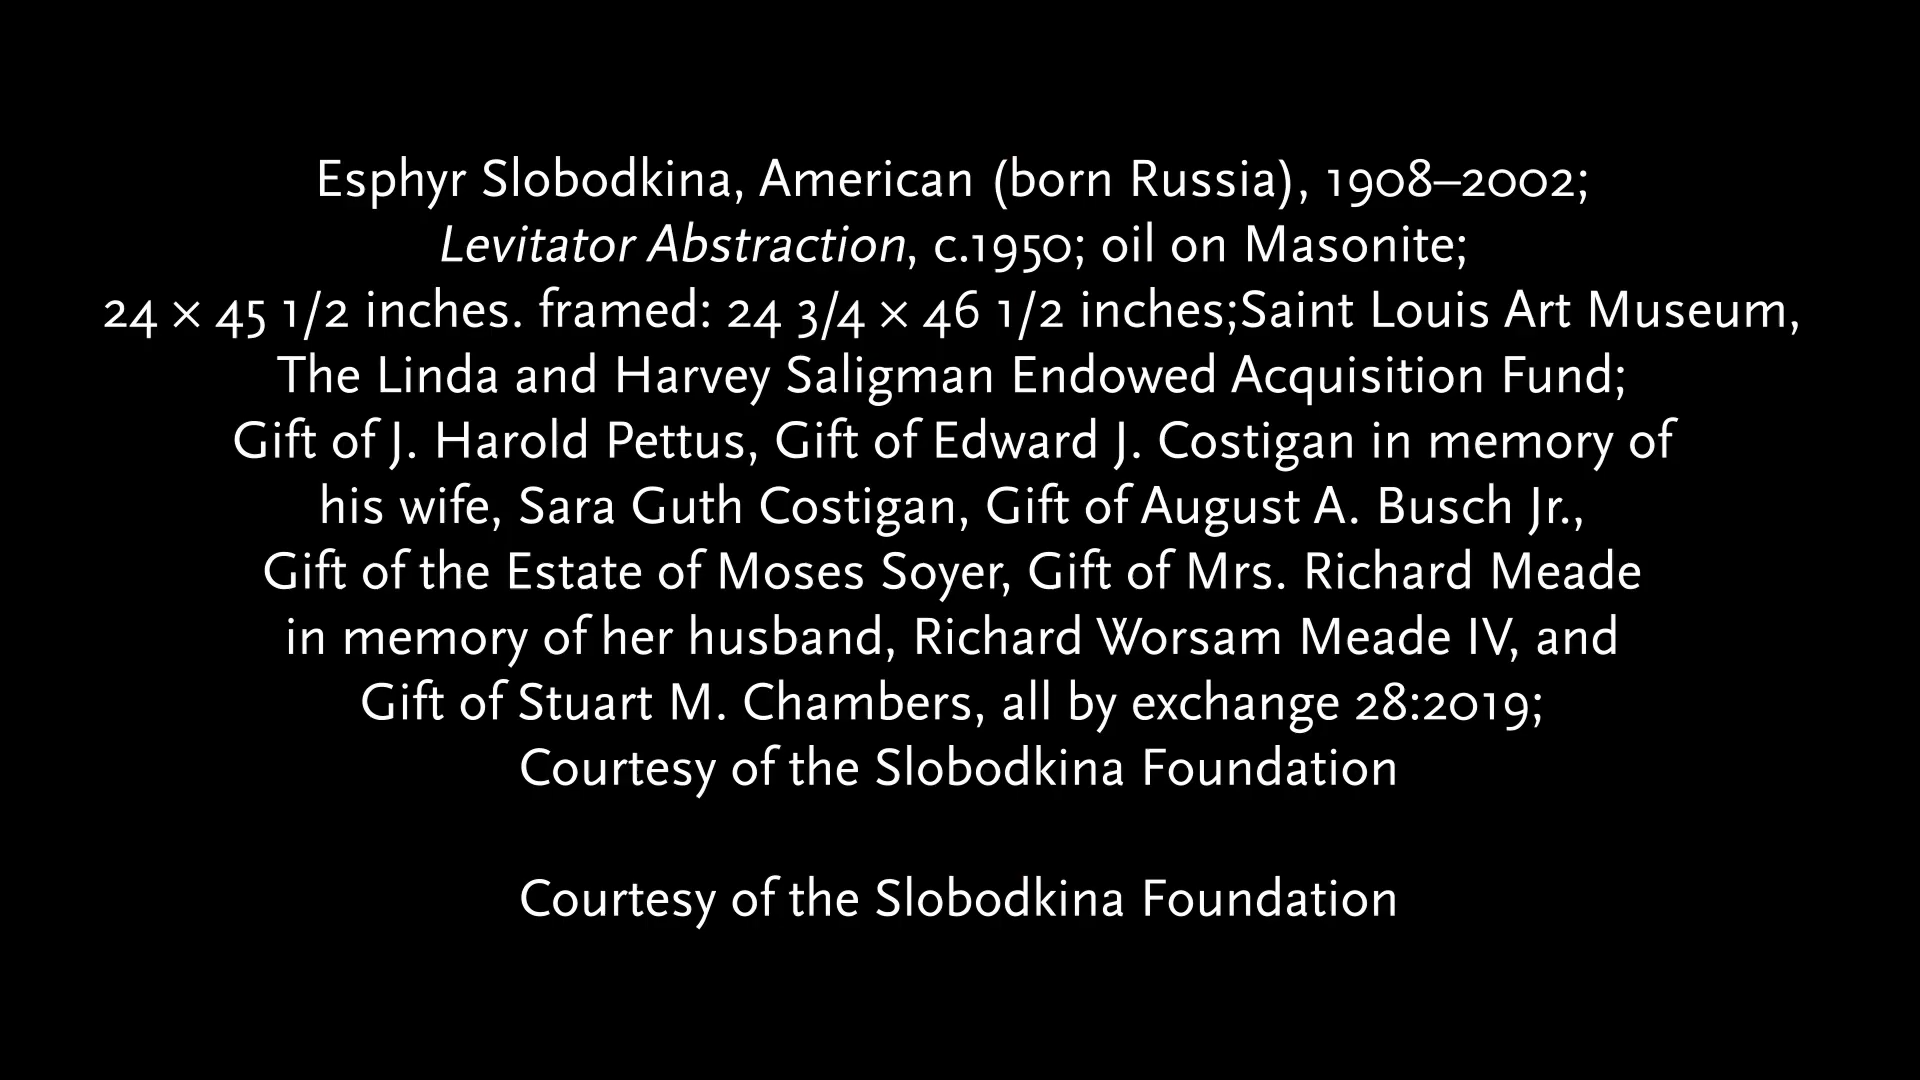 Esphyr Slobodkina, American (born Russia), 1908–2002;
Levitator Abstraction, c.1950; oil on Masonite;
24 × 45 1/2 inches. framed: 24 3/4 × 46 1/2 inches;Saint Louis Art Museum,
The Linda and Harvey Saligman Endowed Acquisition Fund;
Gift of J. Harold Pettus, Gift of Edward J. Costigan in memory of
his wife, Sara Guth Costigan, Gift of August A. Busch Jr.,
Gift of the Estate of Moses Soyer, Gift of Mrs. Richard Meade
in memory of her husband, Richard Worsam Meade IV, and
Gift of Stuart M. Chambers, all by exchange 28:2019;
Courtesy of the Slobodkina Foundation
Courtesy of the Slobodkina Foundation